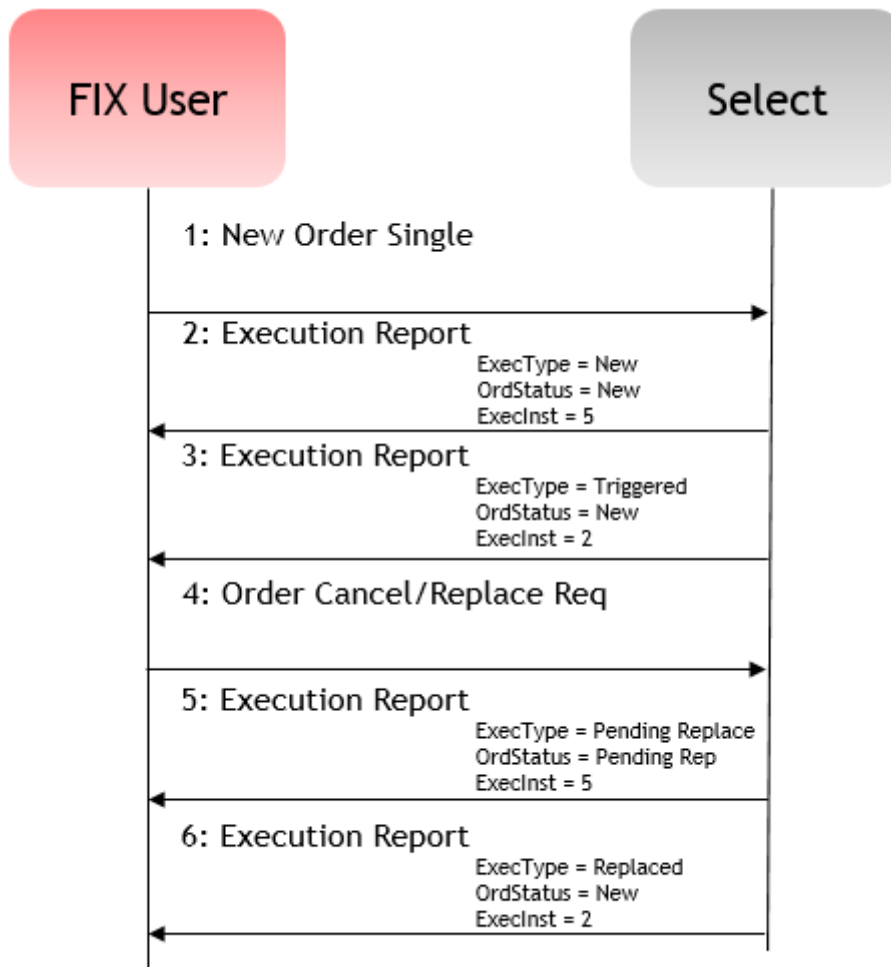 FIX User
Select
1: New Order Single
2: Execution Report
ExecType = New
OrdStatus = New
ExecInst = 5
3: Execution Report
ExecType = Triggered
OrdStatus = New
ExecInst = 2
4: Order Cancel/Replace Req
5: Execution Report
ExecType = Pending Replace
OrdStatus = Pending Rep
ExecInst = 5
6: Execution Report
ExecType = Replaced
OrdStatus = New
ExecInst = 2